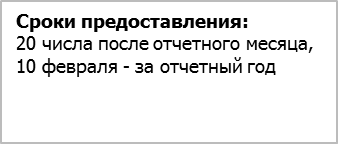 Сроки предоставления:
20 числа после отчетного месяца,
10 февраля - за отчетный год